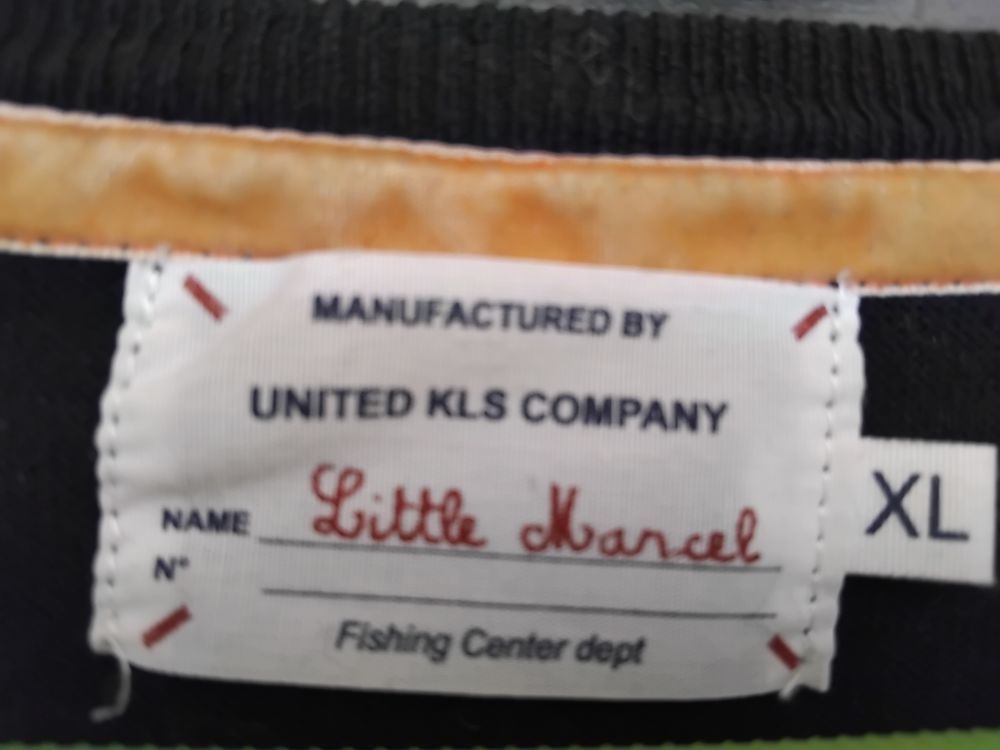 MANUFACTURED BY
UNITED KLS COMPANY
NAME Little Marcel
N°
Fishing Center dept
XL